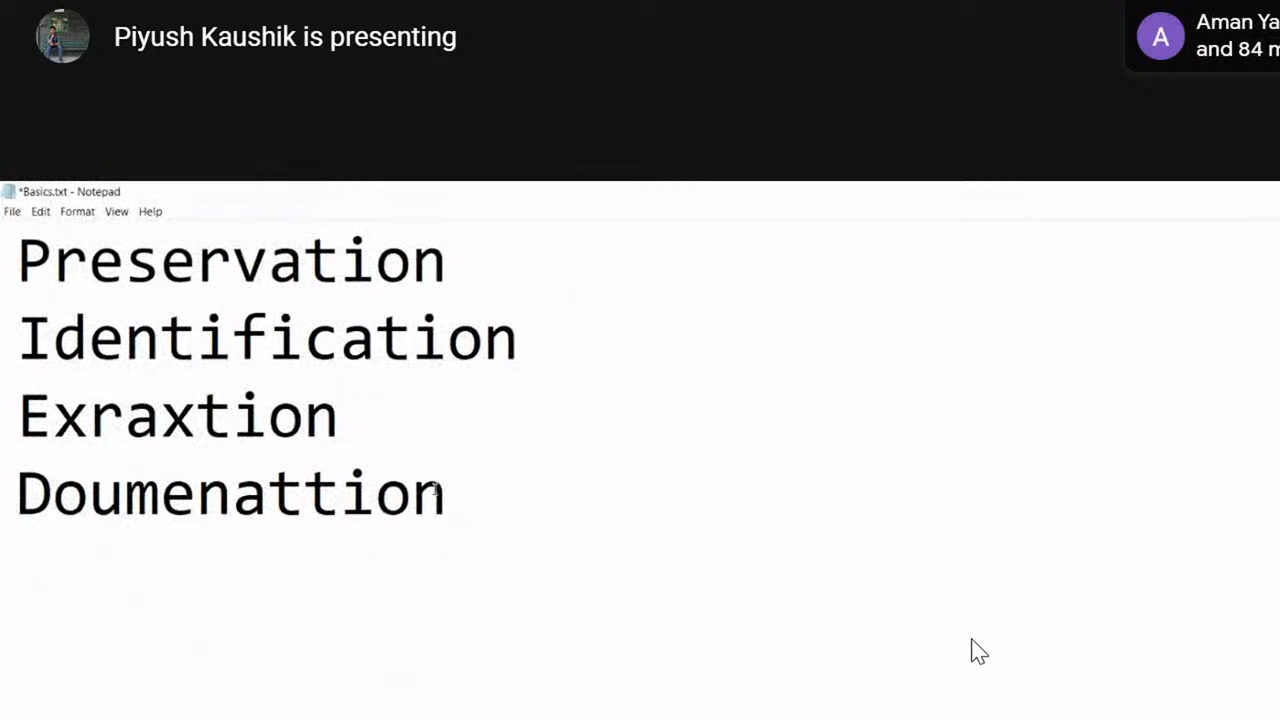 Piyush Kaushik is presenting
A
Aman Ya
and 84 m
*Basics.txt - Notepad
File Edit Format View Help
Preservation
Identification
Exraxtion
Doumenattion